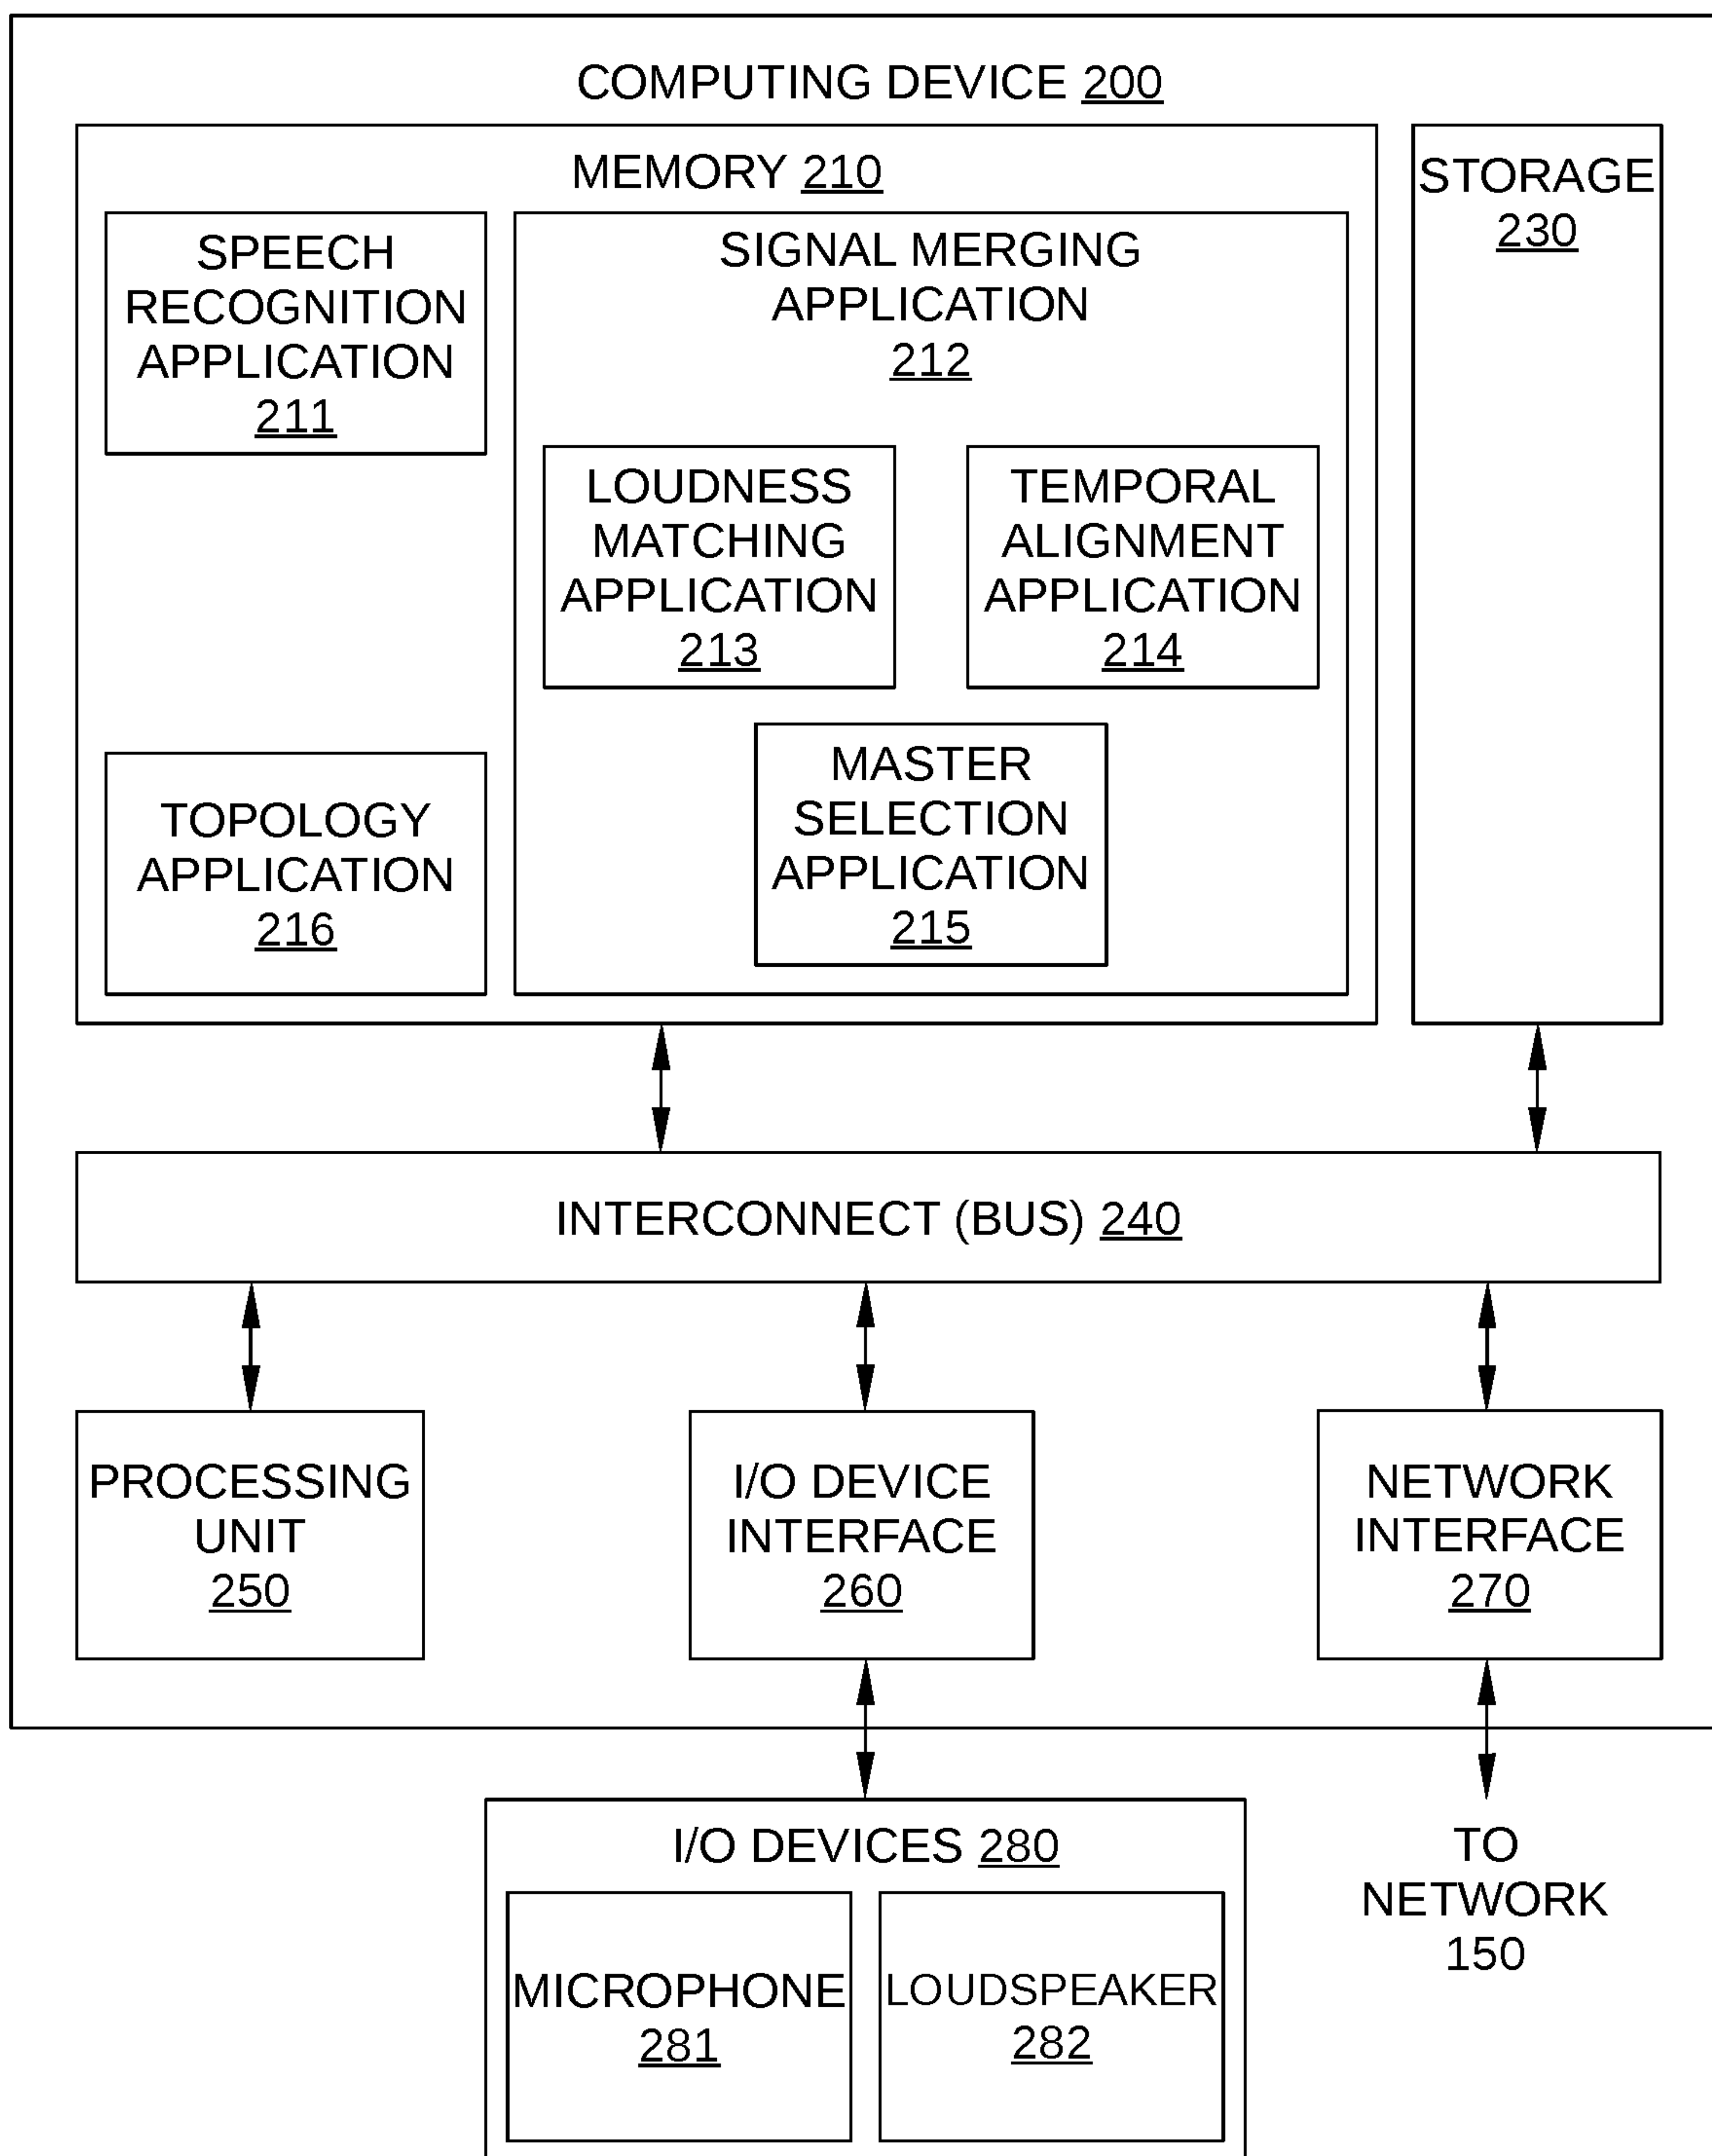 COMPUTING DEVICE 200
MEMORY 210
SPEECH
RECOGNITION
APPLICATION
211
SIGNAL MERGING
APPLICATION
212
LOUDNESS
MATCHING
APPLICATION
213
TEMPORAL
ALIGNMENT
APPLICATION
214
MASTER
SELECTION
APPLICATION
215
TOPOLOGY
APPLICATION
216
STORAGE
230
INTERCONNECT (BUS) 240
PROCESSING
UNIT
250
I/O DEVICE
INTERFACE
260
NETWORK
INTERFACE
270
I/O DEVICES 280
MICROPHONE
281
LOUDSPEAKER
282
TO
NETWORK
150